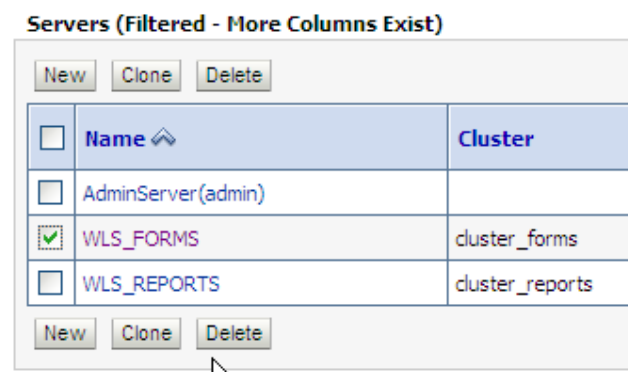 Servers (Filtered - More Columns Exist)
New Clone Delete
Name Cluster
AdminServer(admin)
WLS_FORMS cluster_forms
WLS_REPORTS cluster_reports
New Clone Delete